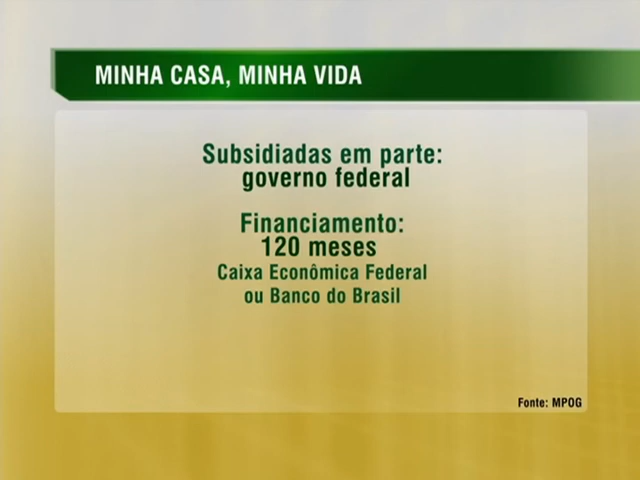 MINHA CASA, MINHA VIDA
Subsidiadas em parte:
governo federal
Financiamento:
120 meses
Caixa Econômica Federal
ou Banco do Brasil
Fonte: MPOG